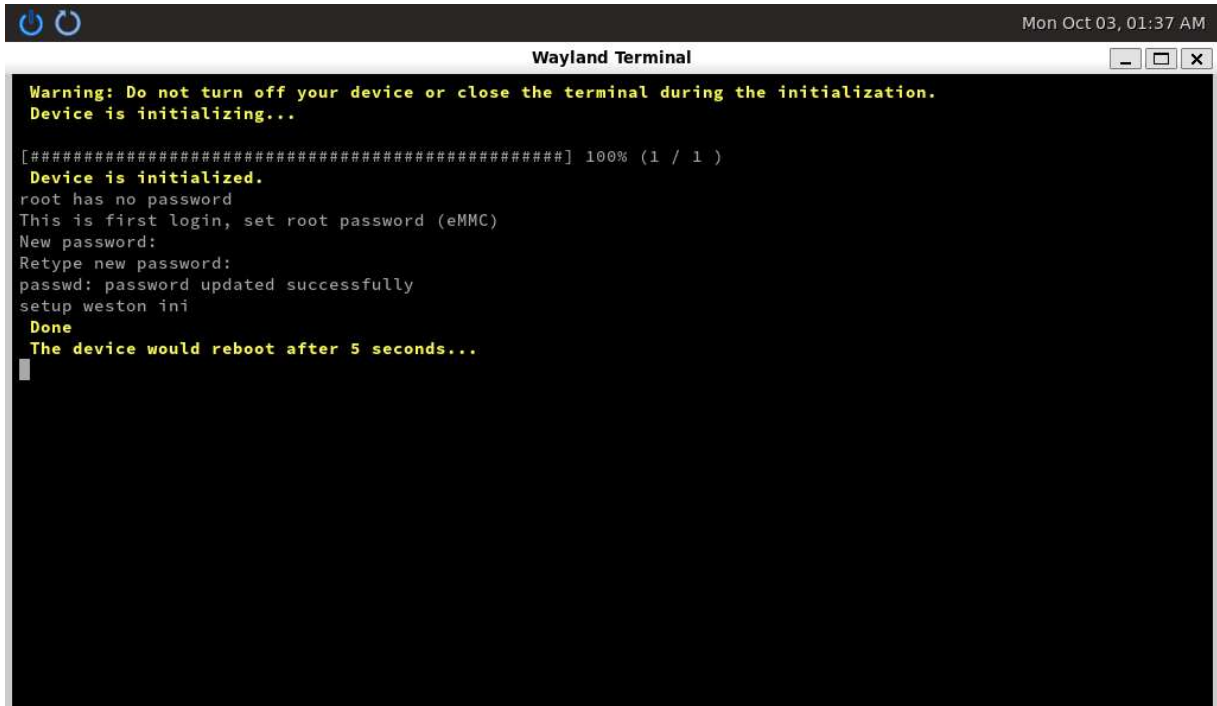 Mon Oct 03, 01:37 AM
Wayland Terminal
Warning: Do not turn off your device or close the terminal during the initialization.
Device is initializing...
[##################################################] 100% (1 / 1 )
Device is initialized.
root has no password
This is first login, set root password (eMMC)
New password:
Retype new password:
passwd: password updated successfully
setup weston ini
Done
The device would reboot after 5 seconds...